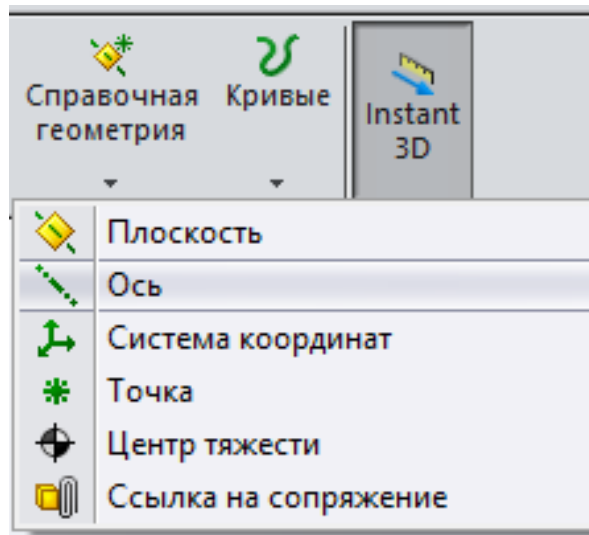 Справочная
геометрия
Кривые
Instant
3D
Плоскость
Ось
Система координат
Точка
Центр тяжести
Ссылка на сопряжение